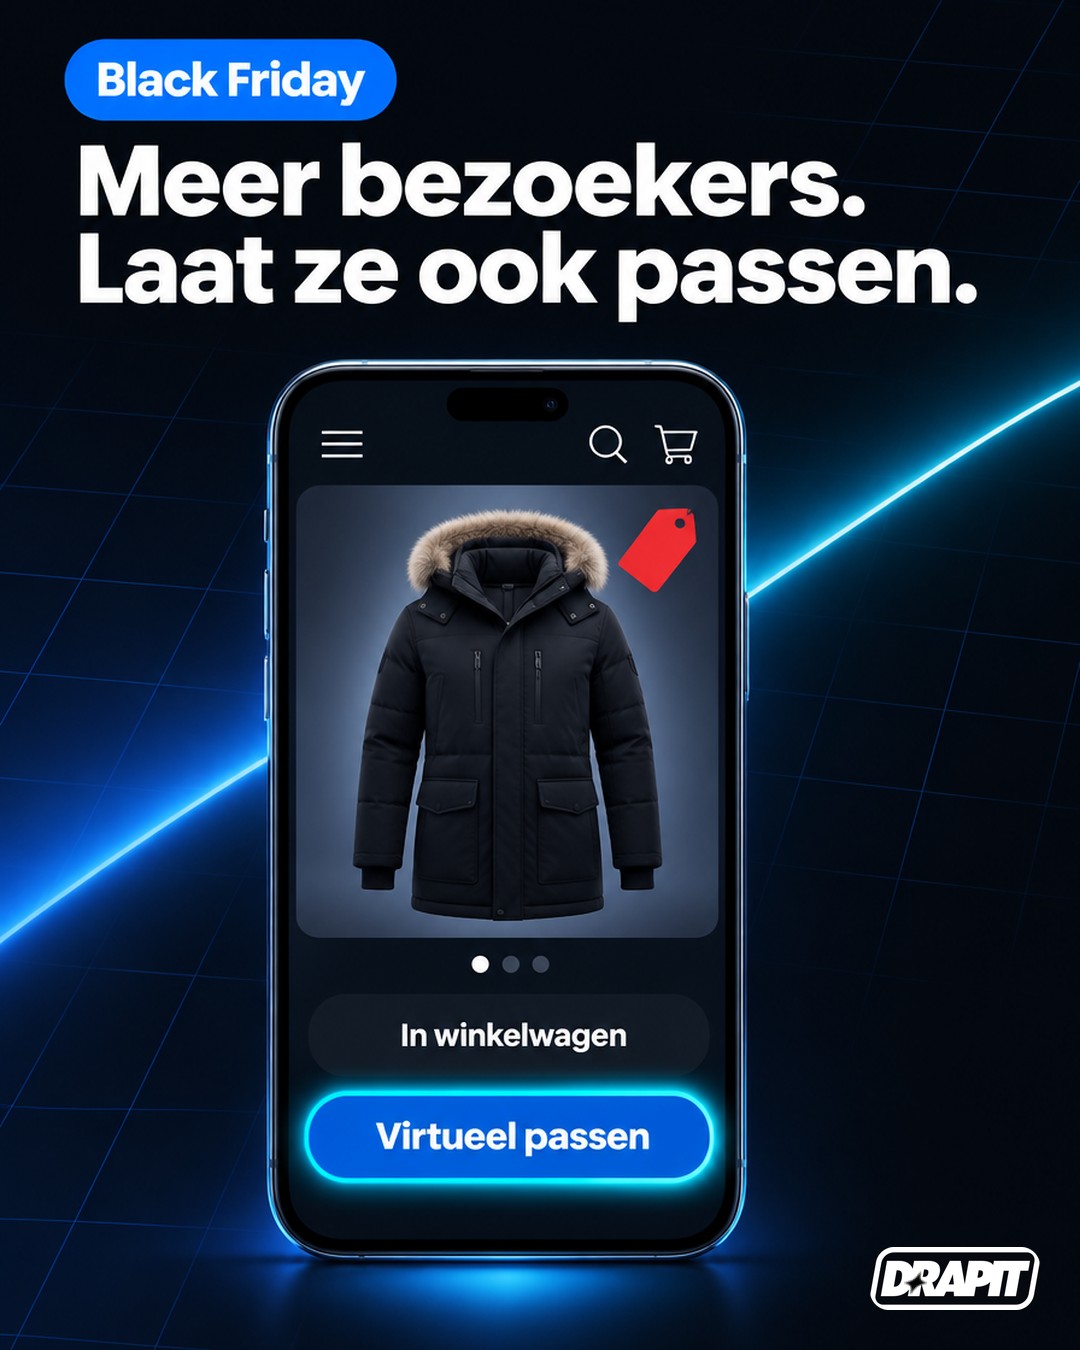 Black Friday
Meer bezoekers.
Laat ze ook passen.
In winkelwagen
Virtueel passen
DRAPIT